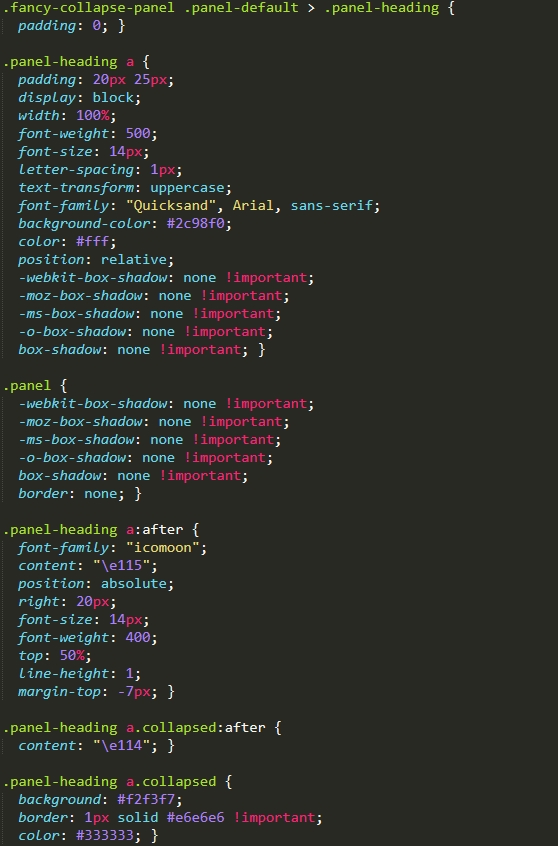 .fancy-collapse-panel .panel-default > .panel-heading {
  padding: 0; }

.panel-heading a {
  padding: 20px 25px;
  display: block;
  width: 100%;
  font-weight: 500;
  font-size: 14px;
  letter-spacing: 1px;
  text-transform: uppercase;
  font-family: "Quicksand", Arial, sans-serif;
  background-color: #2c98f0;
  color: #fff;
  position: relative;
  -webkit-box-shadow: none !important;
  -moz-box-shadow: none !important;
  -ms-box-shadow: none !important;
  -o-box-shadow: none !important;
  box-shadow: none !important; }

.panel {
  -webkit-box-shadow: none !important;
  -moz-box-shadow: none !important;
  -ms-box-shadow: none !important;
  -o-box-shadow: none !important;
  box-shadow: none !important;
  border: none; }

.panel-heading a:after {
  font-family: "icomoon";
  content: "\e115";
  position: absolute;
  right: 20px;
  font-size: 14px;
  font-weight: 400;
  top: 50%;
  line-height: 1;
  margin-top: -7px; }

.panel-heading a.collapsed:after {
  content: "\e114"; }

.panel-heading a.collapsed {
  background: #f2f3f7;
  border: 1px solid #e6e6e6 !important;
  color: #333333; }